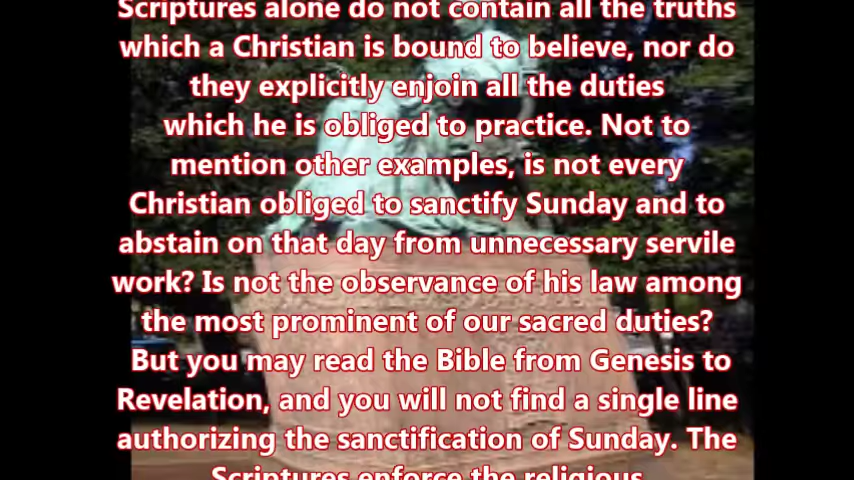 Scriptures alone do not contain all the truths
which a Christian is bound to believe, nor do
they explicitly enjoin all the duties
which he is obliged to practice. Not to
mention other examples, is not every
Christian obliged to sanctify Sunday and to
abstain on that day from unnecessary servile
work? Is not the observance of his law among
the most prominent of our sacred duties?
But you may read the Bible from Genesis to
Revelation, and you will not find a single line
authorizing the sanctification of Sunday. The
Scriptures enforce the religious